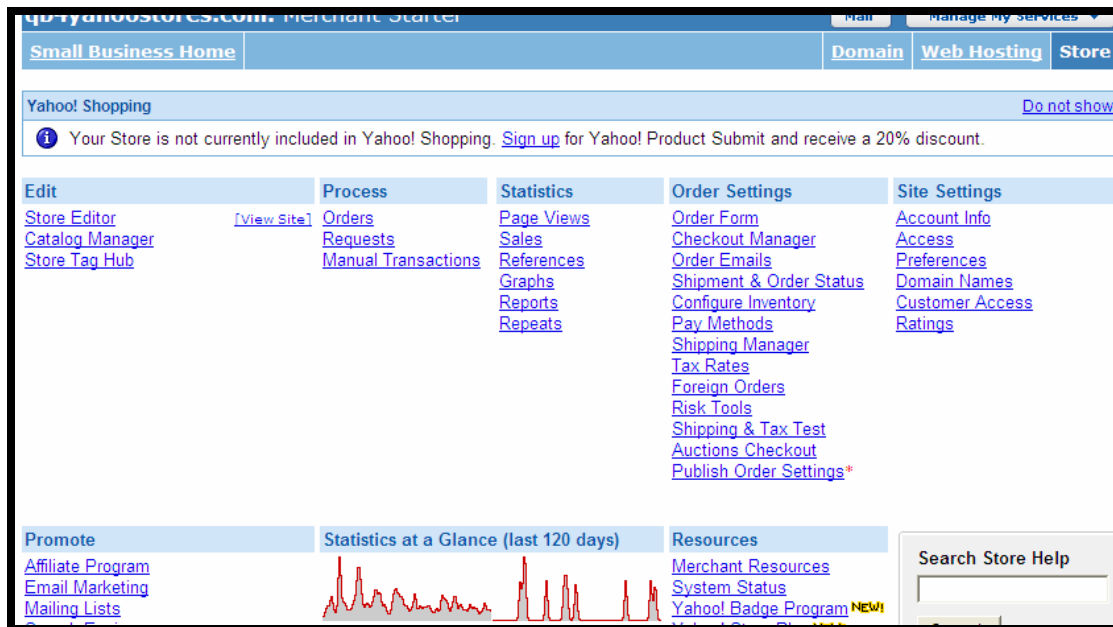 qb4yahoostores.com: Merchant Starter
Mail
Manage My Services
Small Business Home
Domain
Web Hosting
Store
Yahoo! Shopping
Do not show
Your Store is not currently included in Yahoo! Shopping. Sign up for Yahoo! Product Submit and receive a 20% discount.
Edit
Store Editor
[View Site]
Catalog Manager
Store Tag Hub
Process
Orders
Requests
Manual Transactions
Statistics
Page Views
Sales
References
Graphs
Reports
Repeats
Order Settings
Order Form
Checkout Manager
Order Emails
Shipment & Order Status
Configure Inventory
Pay Methods
Shipping Manager
Tax Rates
Foreign Orders
Risk Tools
Shipping & Tax Test
Auctions Checkout
Publish Order Settings*
Site Settings
Account Info
Access
Preferences
Domain Names
Customer Access
Ratings
Promote
Affiliate Program
Email Marketing
Mailing Lists
Statistics at a Glance (last 120 days)
Resources
Merchant Resources
System Status
Yahoo! Badge Program NEW!
Search Store Help